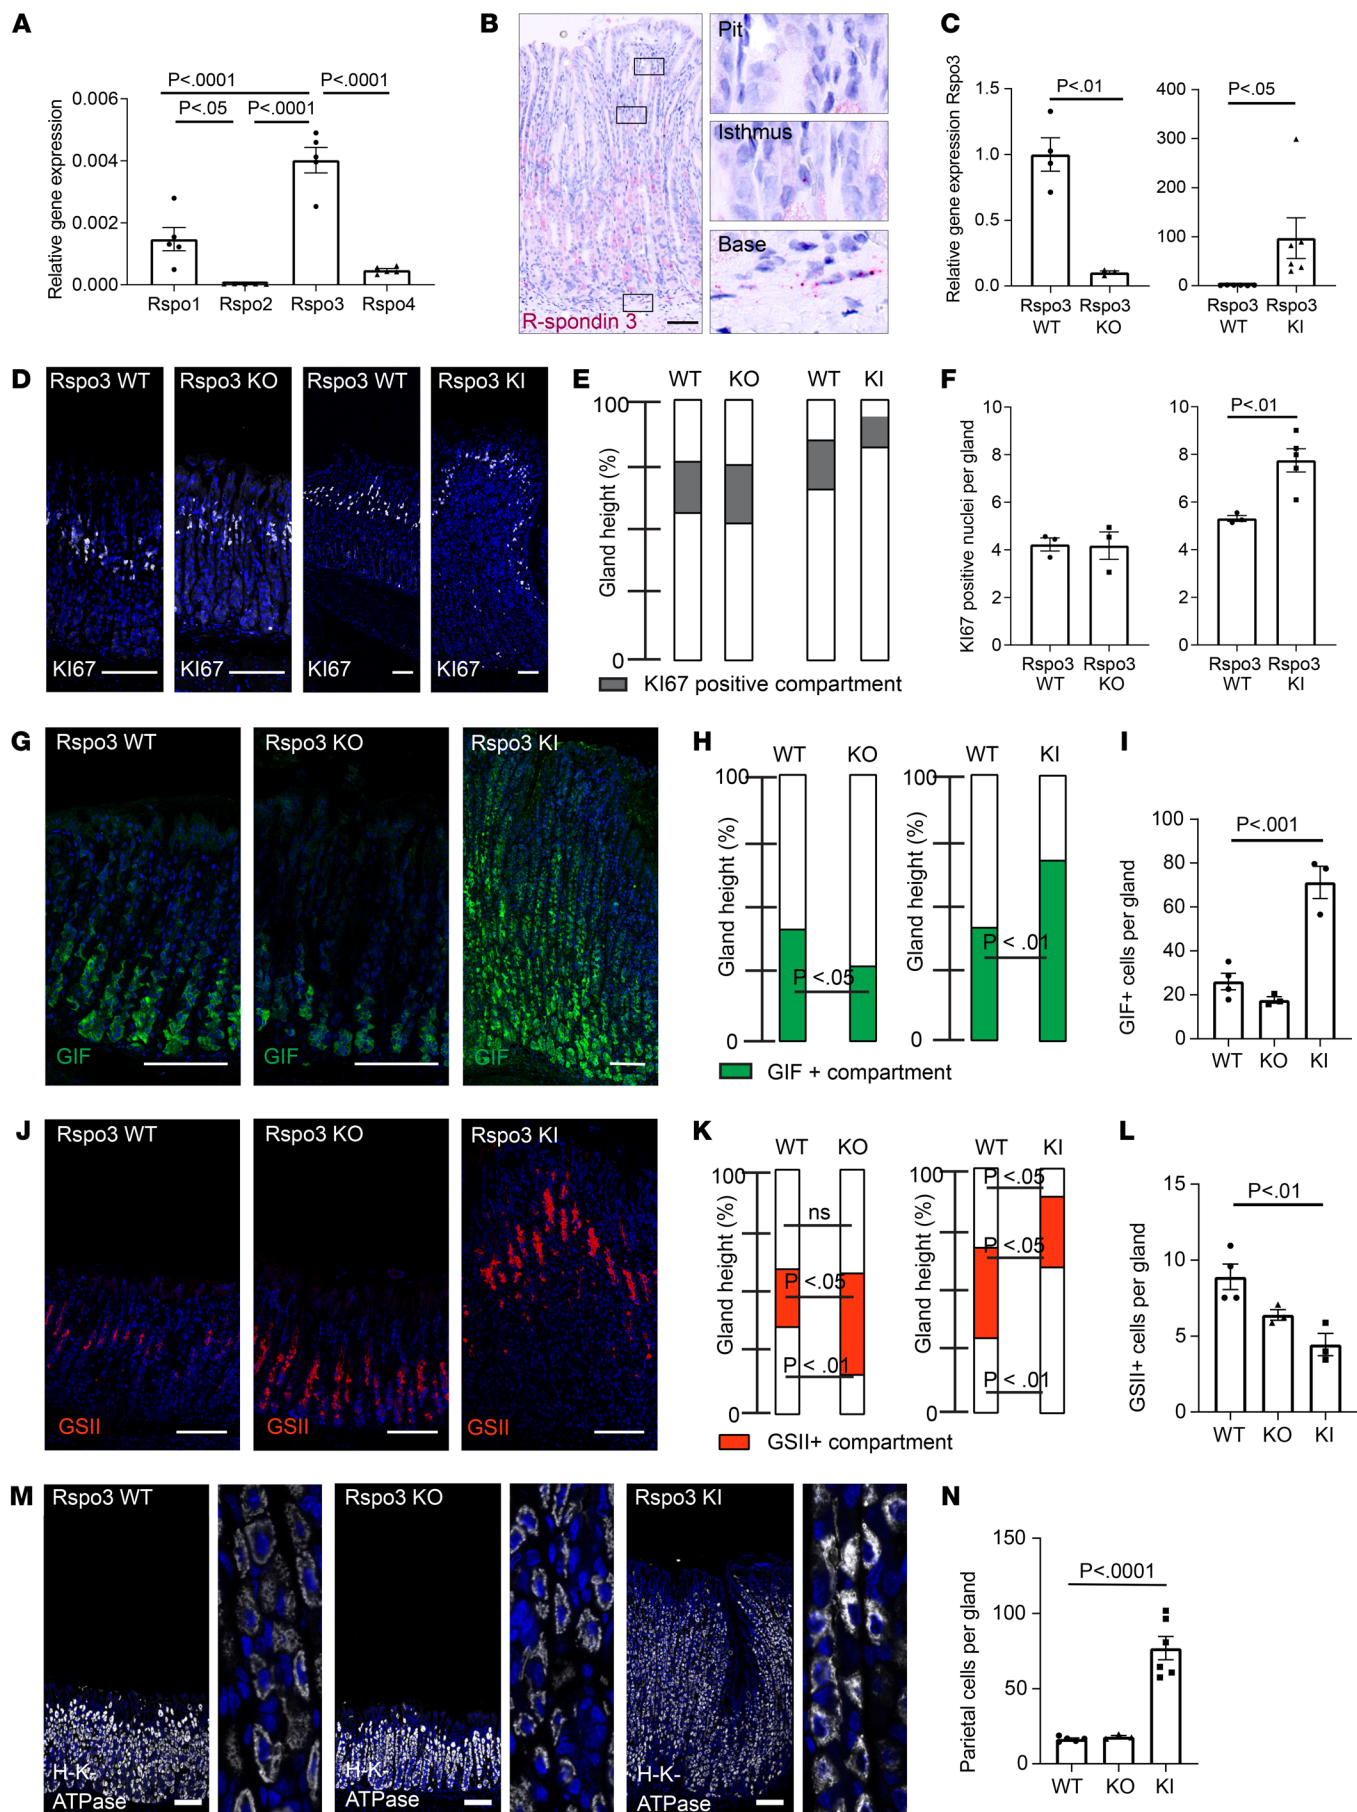 A
P<.0001
P<.0001
P<.05
P<.0001
Relative gene expression
0.006
0.004
0.002
0.000
Rspo1
Rspo2
Rspo3
Rspo4
B
R-spondin 3
Pit
Isthmus
Base
C
Relative gene expression Rspo3
1.5
1.0
0.5
0.0
P<.01
Rspo3 WT
Rspo3 KO
400
300
200
100
0
P<.05
Rspo3 WT
Rspo3 KI
D
Rspo3 WT
KI67
Rspo3 KO
KI67
Rspo3 WT
KI67
Rspo3 KI
KI67
E
WT
KO
WT
KI
100
0
Gland height (%)
KI67 positive compartment
F
KI67 positive nuclei per gland
10
8
6
4
2
0
Rspo3 WT
Rspo3 KO
10
8
6
4
2
0
P<.01
Rspo3 WT
Rspo3 KI
G
Rspo3 WT
GIF
Rspo3 KO
GIF
Rspo3 KI
GIF
H
WT
KO
100
0
Gland height (%)
P <.05
WT
KI
100
0
Gland height (%)
P < .01
GIF + compartment
I
GIF+ cells per gland
100
80
60
40
20
0
P<.001
WT
KO
KI
J
Rspo3 WT
GSII
Rspo3 KO
GSII
Rspo3 KI
GSII
K
WT
KO
100
0
Gland height (%)
ns
P <.05
P < .01
WT
KI
100
0
Gland height (%)
P <.05
P <.05
P < .01
GSII+ compartment
L
GSII+ cells per gland
15
10
5
0
P<.01
WT
KO
KI
M
Rspo3 WT
H-K-
ATPase
Rspo3 KO
H-K-
ATPase
Rspo3 KI
H-K-
ATPase
N
Parietal cells per gland
150
100
50
0
P<.0001
WT
KO
KI